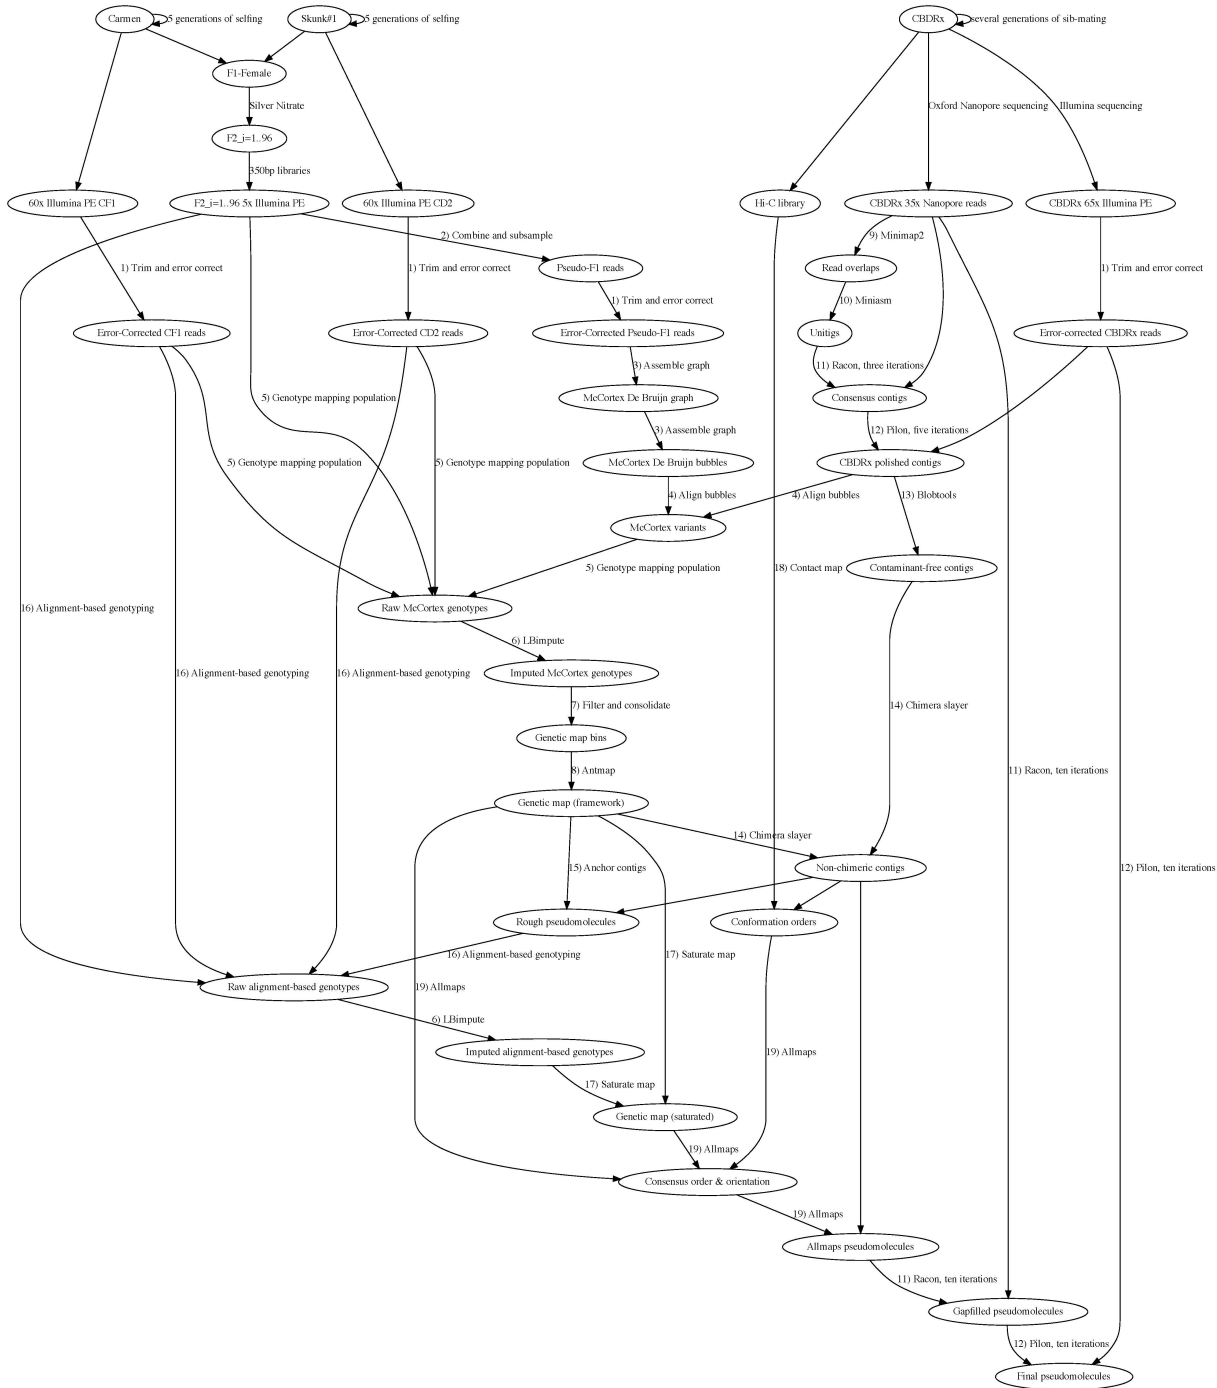 Carmen
5 generations of selfing
Skunk#1
5 generations of selfing
CBDRx
several generations of sib-mating
F1-Female
Silver Nitrate
Oxford Nanopore sequencing
Illumina sequencing
F2_i=1..96
350bp libraries
60x Illumina PE CF1
F2_i=1..96 5x Illumina PE
60x Illumina PE CD2
Hi-C library
CBDRx 35x Nanopore reads
CBDRx 65x Illumina PE
2) Combine and subsample
9) Minimap2
1) Trim and error correct
1) Trim and error correct
Pseudo-F1 reads
Read overlaps
1) Trim and error correct
1) Trim and error correct
10) Miniasm
Error-Corrected CF1 reads
Error-Corrected CD2 reads
Error-Corrected Pseudo-F1 reads
Unitigs
Error-corrected CBDRx reads
3) Assemble graph
11) Racon, three iterations
5) Genotype mapping population
McCortex De Bruijn graph
Consensus contigs
3) Aassemble graph
12) Pilon, five iterations
5) Genotype mapping population
5) Genotype mapping population
McCortex De Bruijn bubbles
CBDRx polished contigs
4) Align bubbles
4) Align bubbles
13) Blobtools
McCortex variants
5) Genotype mapping population
18) Contact map
Contaminant-free contigs
16) Alignment-based genotyping
Raw McCortex genotypes
6) LBimpute
16) Alignment-based genotyping
16) Alignment-based genotyping
Imputed McCortex genotypes
7) Filter and consolidate
14) Chimera slayer
Genetic map bins
8) Antmap
11) Racon, ten iterations
Genetic map (framework)
14) Chimera slayer
15) Anchor contigs
Non-chimeric contigs
12) Pilon, ten iterations
Rough pseudomolecules
Conformation orders
16) Alignment-based genotyping
17) Saturate map
Raw alignment-based genotypes
19) Allmaps
6) LBimpute
Imputed alignment-based genotypes
19) Allmaps
17) Saturate map
Genetic map (saturated)
19) Allmaps
Consensus order & orientation
19) Allmaps
Allmaps pseudomolecules
11) Racon, ten iterations
Gapfilled pseudomolecules
12) Pilon, ten iterations
Final pseudomolecules